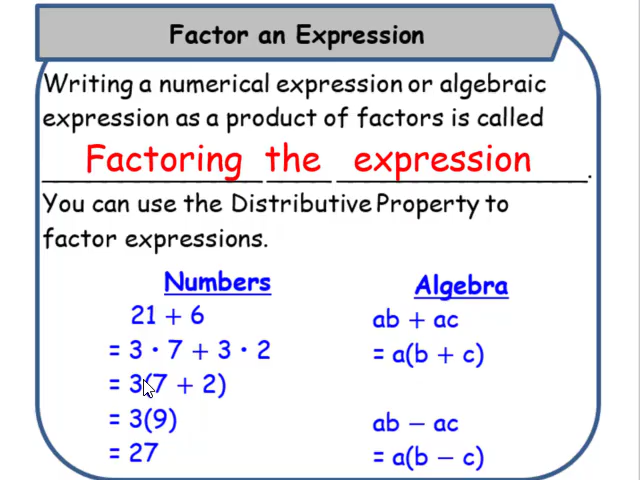 Factor an Expression
Writing a numerical expression or algebraic
expression as a product of factors is called
Factoring the expression.
You can use the Distributive Property to
factor expressions.
Numbers
21 + 6
= 3 · 7 + 3 · 2
= 3(7 + 2)
= 3(9)
= 27
Algebra
ab + ac
= a(b + c)
ab − ac
= a(b − c)